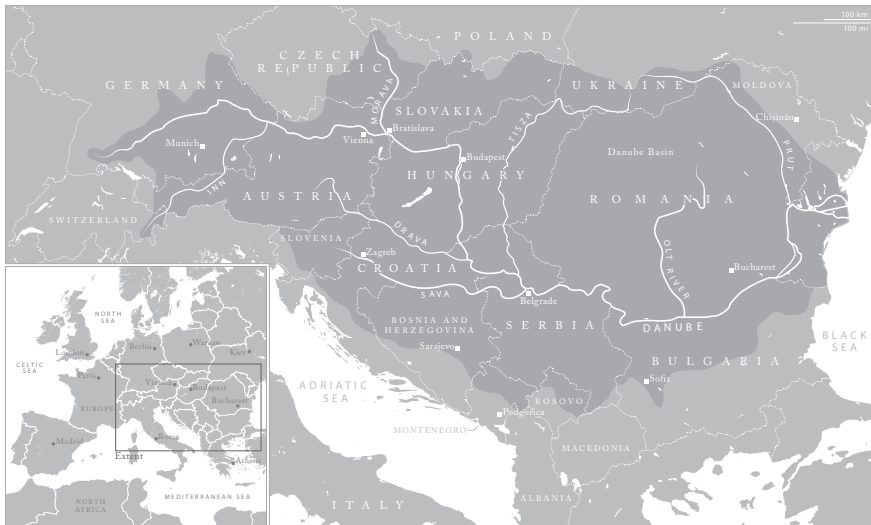 100 km
100 mi
POLAND
CZECH
REPUBLIC
GERMANY
UKRAINE
MOLDOVA
MORAVA
SLOVAKIA
TISZA
Chișinău
Bratislava
Vienna
Munich
Budapest
Danube Basin
PRUT
HUNGARY
INN
AUSTRIA
ROMANIA
SWITZERLAND
DRAVA
SLOVENIA
Zagreb
OLT RIVER
CROATIA
Bucharest
SAVA
Belgrade
BOSNIA AND
HERZEGOVINA
SERBIA
DANUBE
Sarajevo
BLACK
SEA
BULGARIA
Sofia
ADRIATIC
SEA
KOSOVO
Podgorica
MONTENEGRO
MACEDONIA
ALBANIA
ITALY
NORTH
SEA
London
Berlin
Warsaw
Kiev
CELTIC
SEA
Paris
Vienna
Budapest
Bucharest
EUROPE
Madrid
Rome
Extent
Athens
MEDITERRANEAN SEA
NORTH
AFRICA